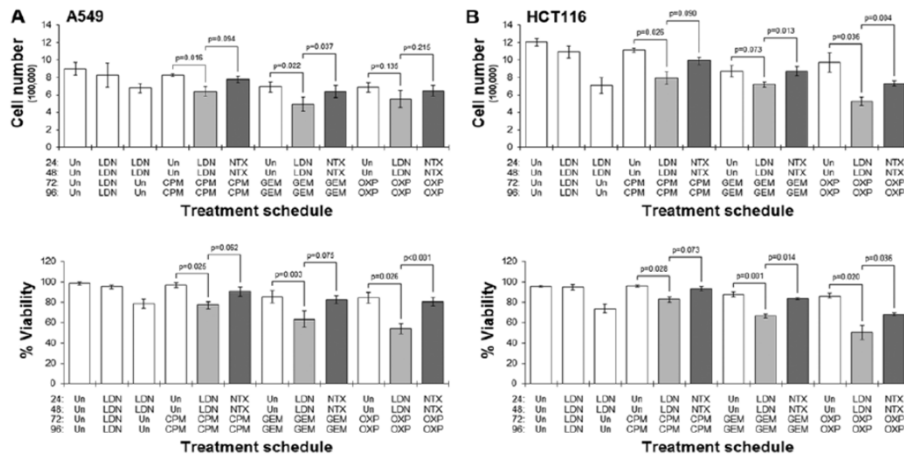 A A549
Cell number
[100,000]
14
12
10
8
6
4
2
0
p=0.016
p=0.054
p=0.022
p=0.037
p=0.135
p=0.215
24: Un LDN LDN Un LDN NTX Un LDN NTX Un LDN NTX
48: Un LDN LDN Un LDN NTX Un LDN NTX Un LDN NTX
72: Un LDN Un CPM CPM CPM GEM GEM GEM OXP OXP OXP
96: Un LDN Un CPM CPM CPM GEM GEM GEM OXP OXP OXP
Treatment schedule
B HCT116
Cell number
[100,000]
14
12
10
8
6
4
2
0
p=0.025
p=0.090
p=0.073
p=0.013
p=0.036
p=0.004
24: Un LDN LDN Un LDN NTX Un LDN NTX Un LDN NTX
48: Un LDN LDN Un LDN NTX Un LDN NTX Un LDN NTX
72: Un LDN Un CPM CPM CPM GEM GEM GEM OXP OXP OXP
96: Un LDN Un CPM CPM CPM GEM GEM GEM OXP OXP OXP
Treatment schedule
% Viability
120
100
80
60
40
20
0
p=0.025
p=0.062
p=0.003
p=0.075
p=0.026
p<0.001
24: Un LDN LDN Un LDN NTX Un LDN NTX Un LDN NTX
48: Un LDN LDN Un LDN NTX Un LDN NTX Un LDN NTX
72: Un LDN Un CPM CPM CPM GEM GEM GEM OXP OXP OXP
96: Un LDN Un CPM CPM CPM GEM GEM GEM OXP OXP OXP
Treatment schedule
% Viability
120
100
80
60
40
20
0
p=0.028
p=0.073
p=0.001
p=0.014
p=0.020
p=0.036
24: Un LDN LDN Un LDN NTX Un LDN NTX Un LDN NTX
48: Un LDN LDN Un LDN NTX Un LDN NTX Un LDN NTX
72: Un LDN Un CPM CPM CPM GEM GEM GEM OXP OXP OXP
96: Un LDN Un CPM CPM CPM GEM GEM GEM OXP OXP OXP
Treatment schedule